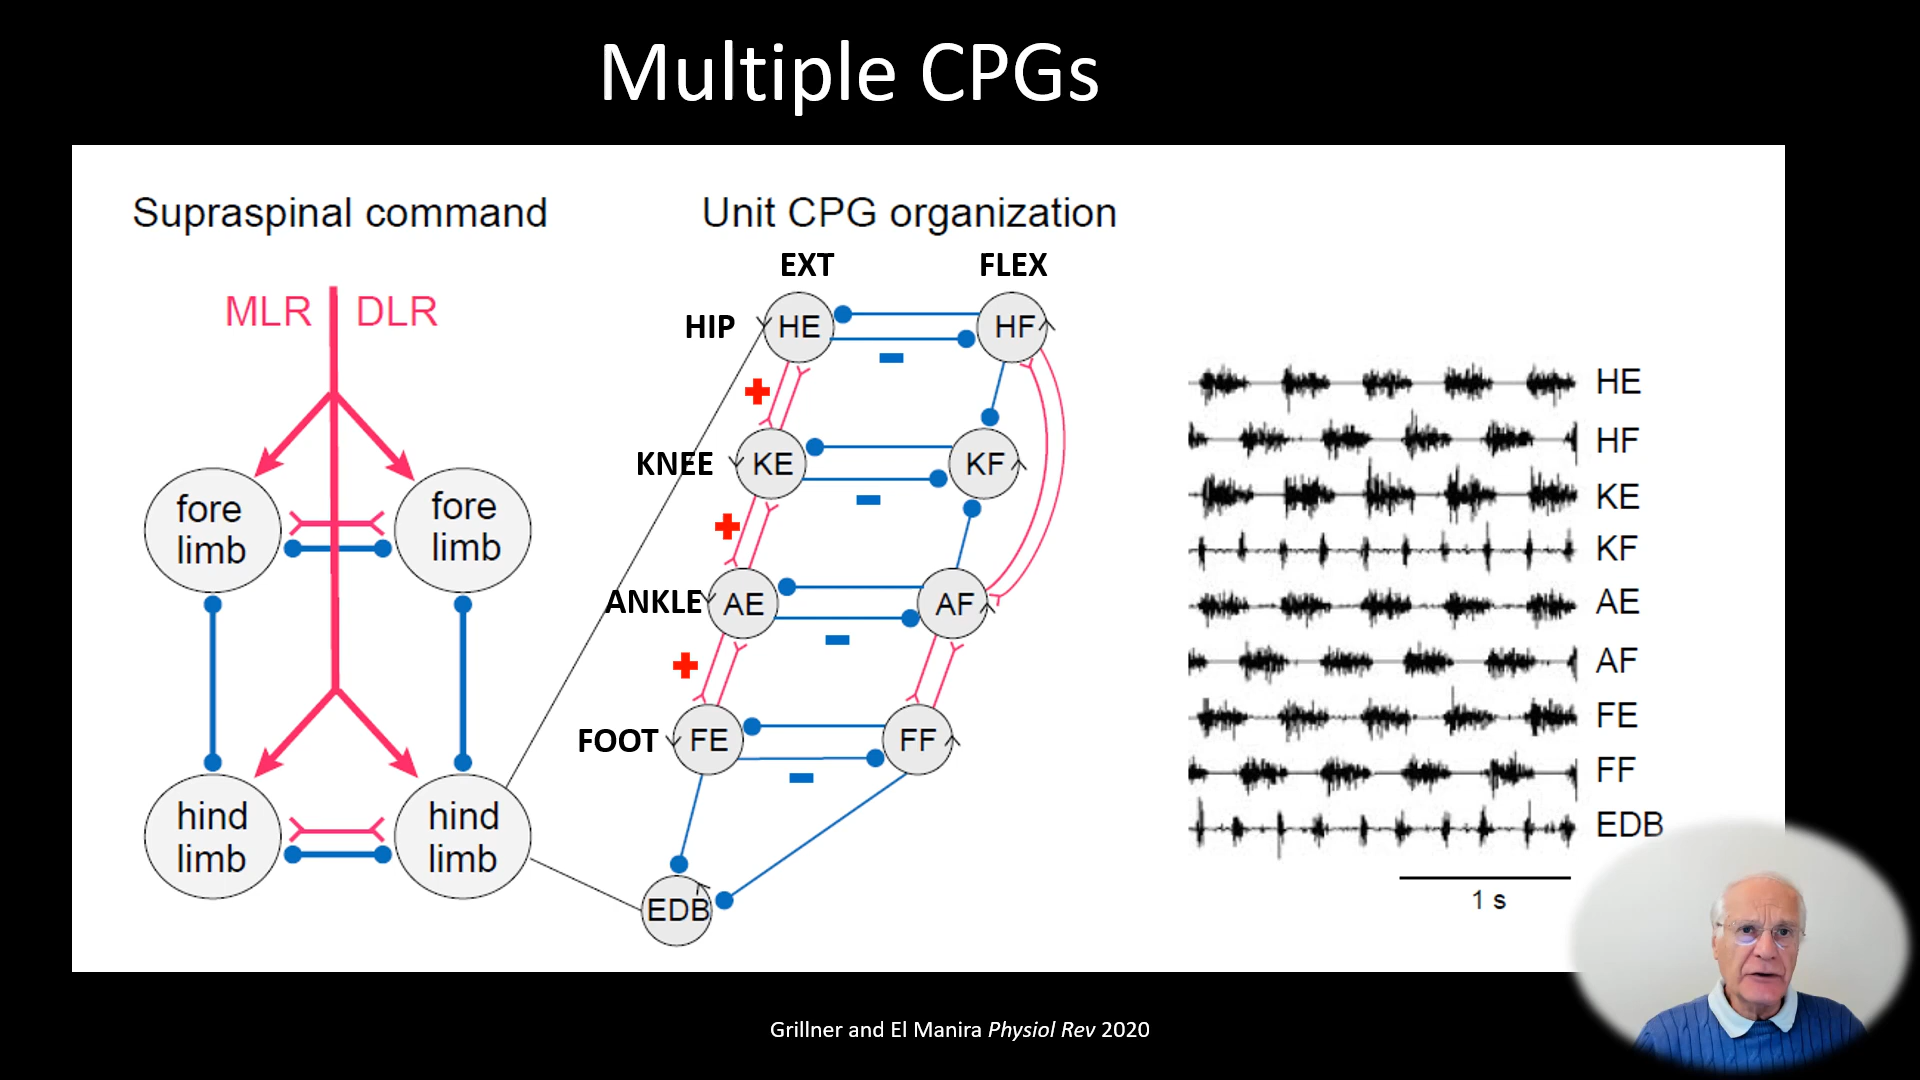 Multiple CPGs
Supraspinal command
MLR DLR
fore limb
fore limb
hind limb
hind limb
Unit CPG organization
EXT FLEX
HIP HE HF
KNEE KE KF
ANKLE AE AF
FOOT FE FF
EDB
HE
HF
KE
KF
AE
AF
FE
FF
EDB
1 s
Grillner and El Manira Physiol Rev 2020